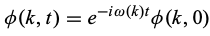 ϕ(k, t) = e^{−iω(k)t}ϕ(k, 0)